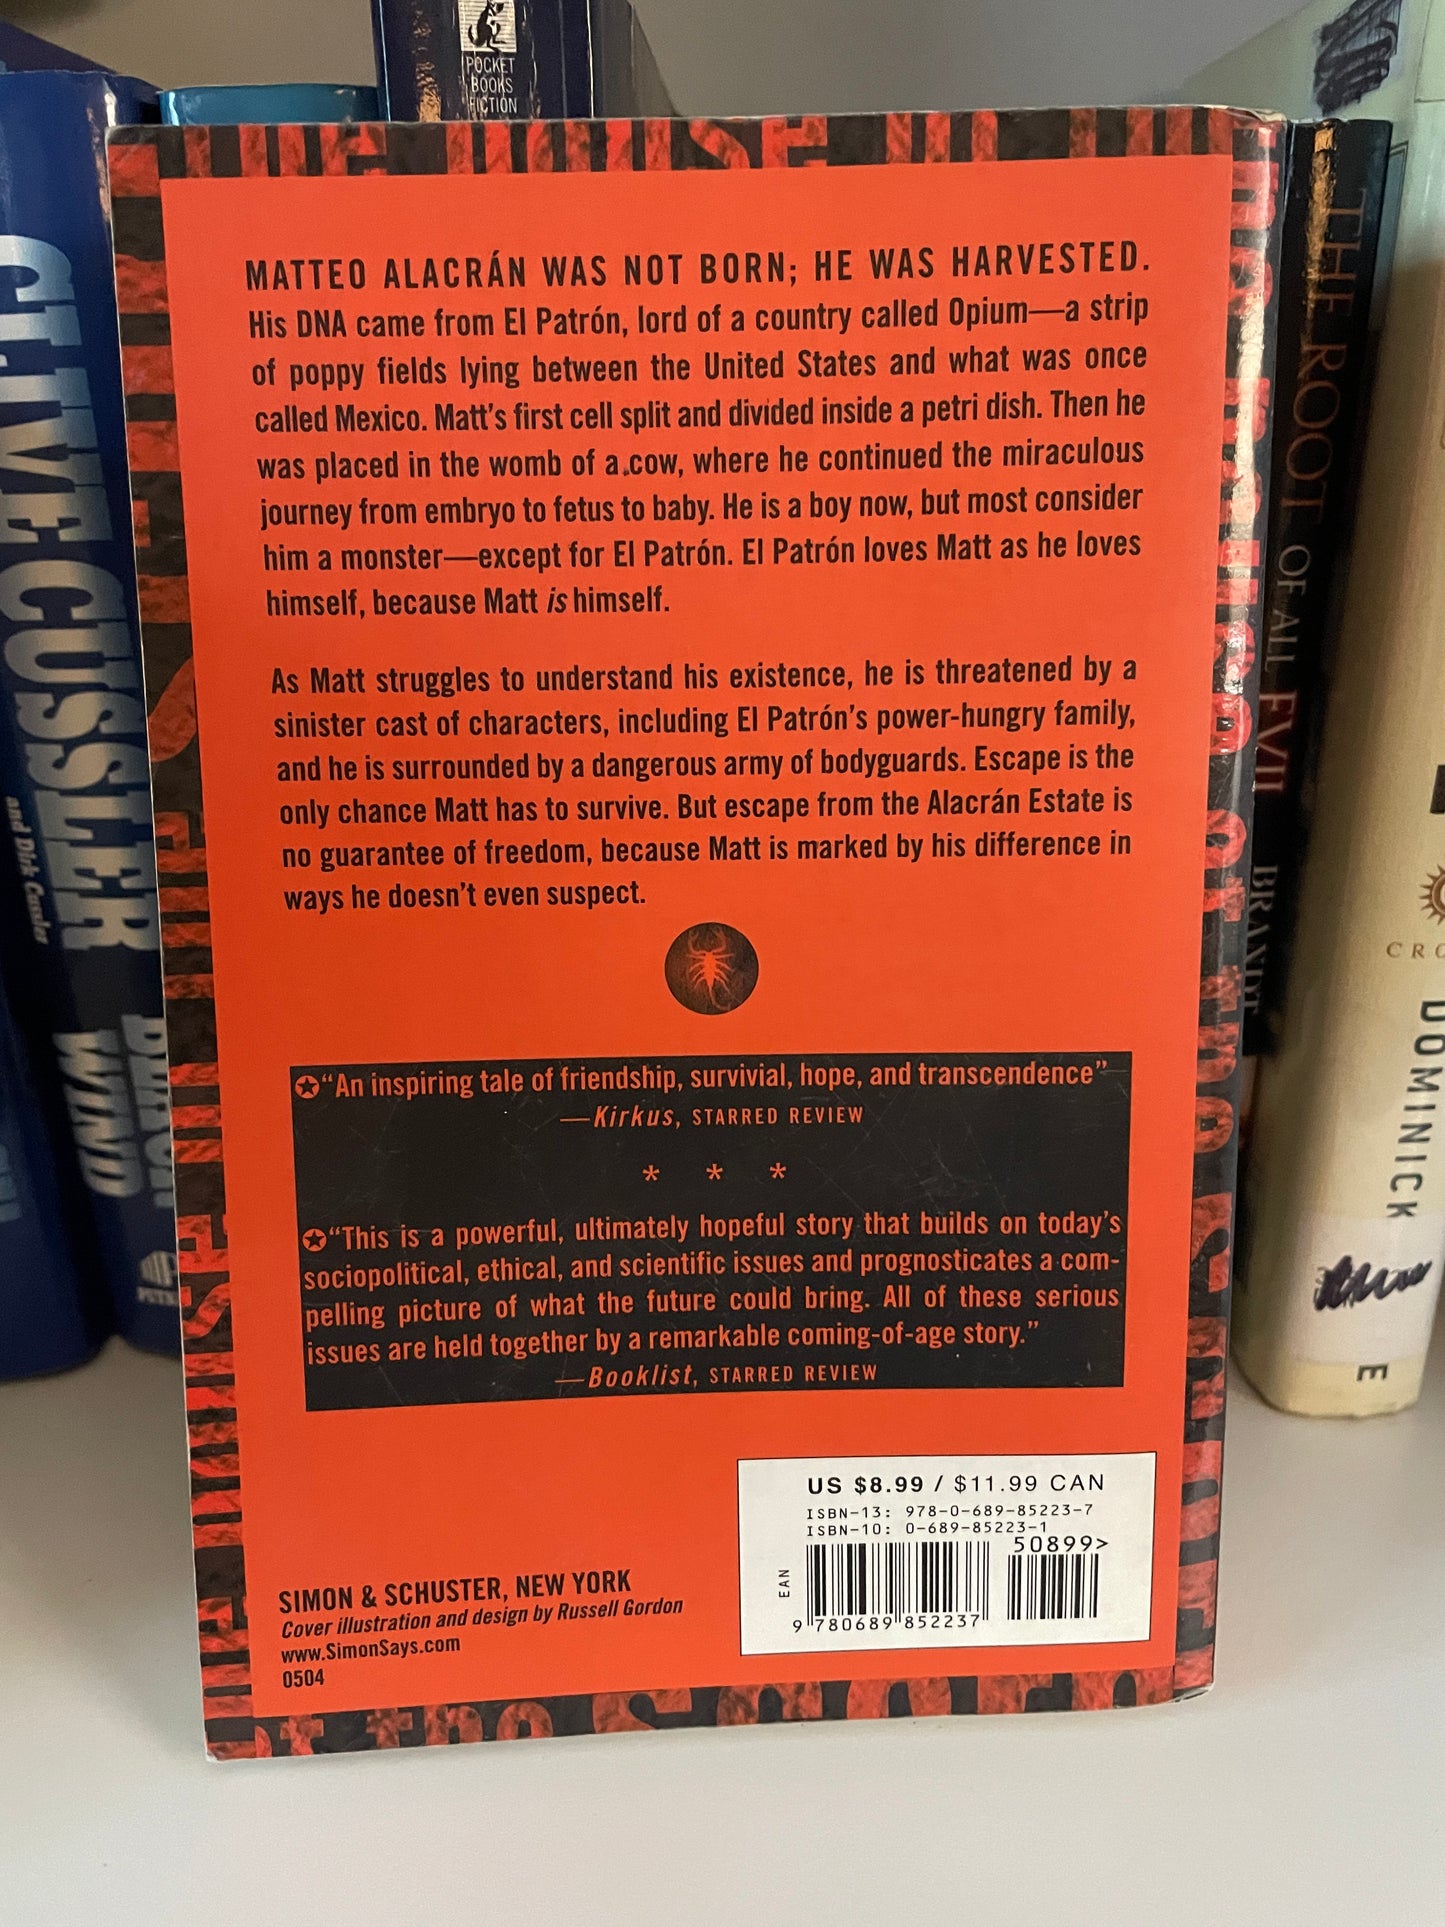 POCKET
BOOKS
FICTION
CLIVE CUSSLER
and Dirk Cussler
WIND
THE HOUSE OF THE
MATTEO ALACRÁN WAS NOT BORN; HE WAS HARVESTED.
His DNA came from El Patrón, lord of a country called Opium—a strip
of poppy fields lying between the United States and what was once
called Mexico. Matt's first cell split and divided inside a petri dish. Then he
was placed in the womb of a cow, where he continued the miraculous
journey from embryo to fetus to baby. He is a boy now, but most consider
him a monster—except for El Patrón. El Patrón loves Matt as he loves
himself, because Matt is himself.
As Matt struggles to understand his existence, he is threatened by a
sinister cast of characters, including El Patrón's power-hungry family,
and he is surrounded by a dangerous army of bodyguards. Escape is the
only chance Matt has to survive. But escape from the Alacrán Estate is
no guarantee of freedom, because Matt is marked by his difference in
ways he doesn't even suspect.
“An inspiring tale of friendship, survivial, hope, and transcendence”
—Kirkus, STARRED REVIEW
* * *
“This is a powerful, ultimately hopeful story that builds on today's
sociopolitical, ethical, and scientific issues and prognosticates a com-
pelling picture of what the future could bring. All of these serious
issues are held together by a remarkable coming-of-age story.”
—Booklist, STARRED REVIEW
US $8.99 / $11.99 CAN
ISBN-13: 978-0-689-85223-7
ISBN-10: 0-689-85223-1
50899>
EAN
9 780689 852237
SIMON & SCHUSTER, NEW YORK
Cover illustration and design by Russell Gordon
www.SimonSays.com
0504
THE ROOT OF ALL EVIL
BRANDT
DOMINICK
E